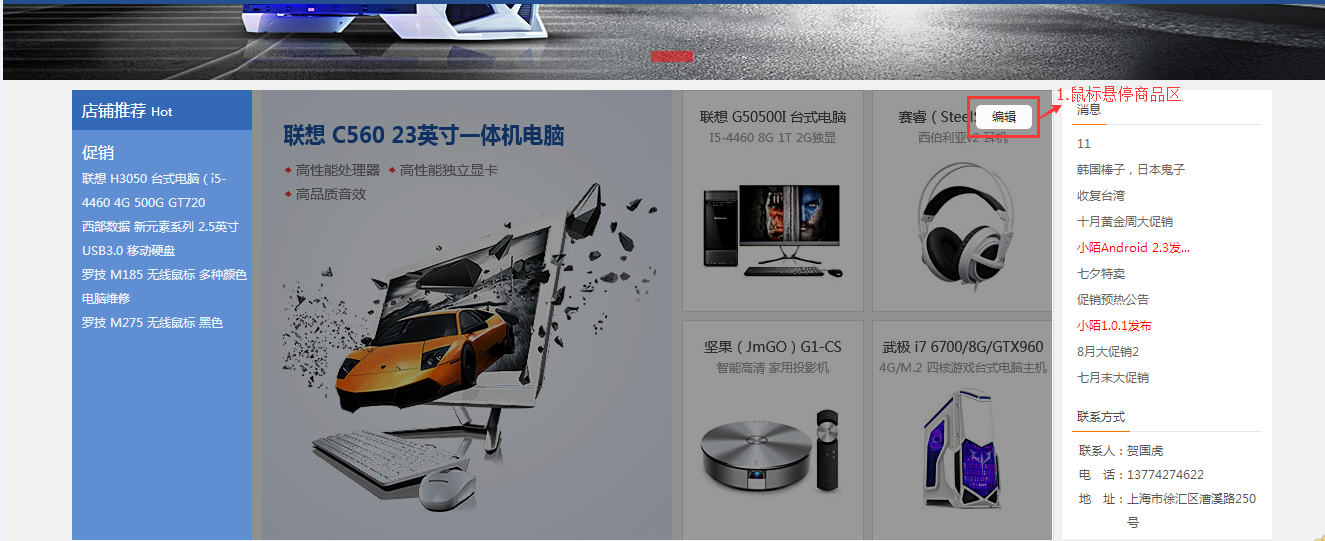 店铺推荐 Hot
促销
联想 H3050 台式电脑 ( i5-
4460 4G 500G GT720
西部数据 新元素系列 2.5英寸
USB3.0 移动硬盘
罗技 M185 无线鼠标 多种颜色
电脑维修
罗技 M275 无线鼠标 黑色
联想 C560 23英寸一体机电脑
高性能处理器 高性能独立显卡
高品质音效
联想 G5050OI 台式电脑
I5-4460 8G 1T 2G独显
赛睿 ( SteelS
西伯利亚v2 耳机
编辑
1.鼠标悬停商品区
坚果 ( JmGO ) G1-CS
智能高清 家用投影机
武极 i7 6700/8G/GTX960
4G/M.2 四核游戏台式电脑主机
消息
11
韩国棒子，日本鬼子
收复台湾
十月黄金周大促销
小陌Android 2.3发...
七夕特卖
促销预热公告
小陌1.0.1发布
8月大促销2
七月末大促销
联系方式
联系人：贺国虎
电 话：13774274622
地 址：上海市徐汇区漕溪路250
号